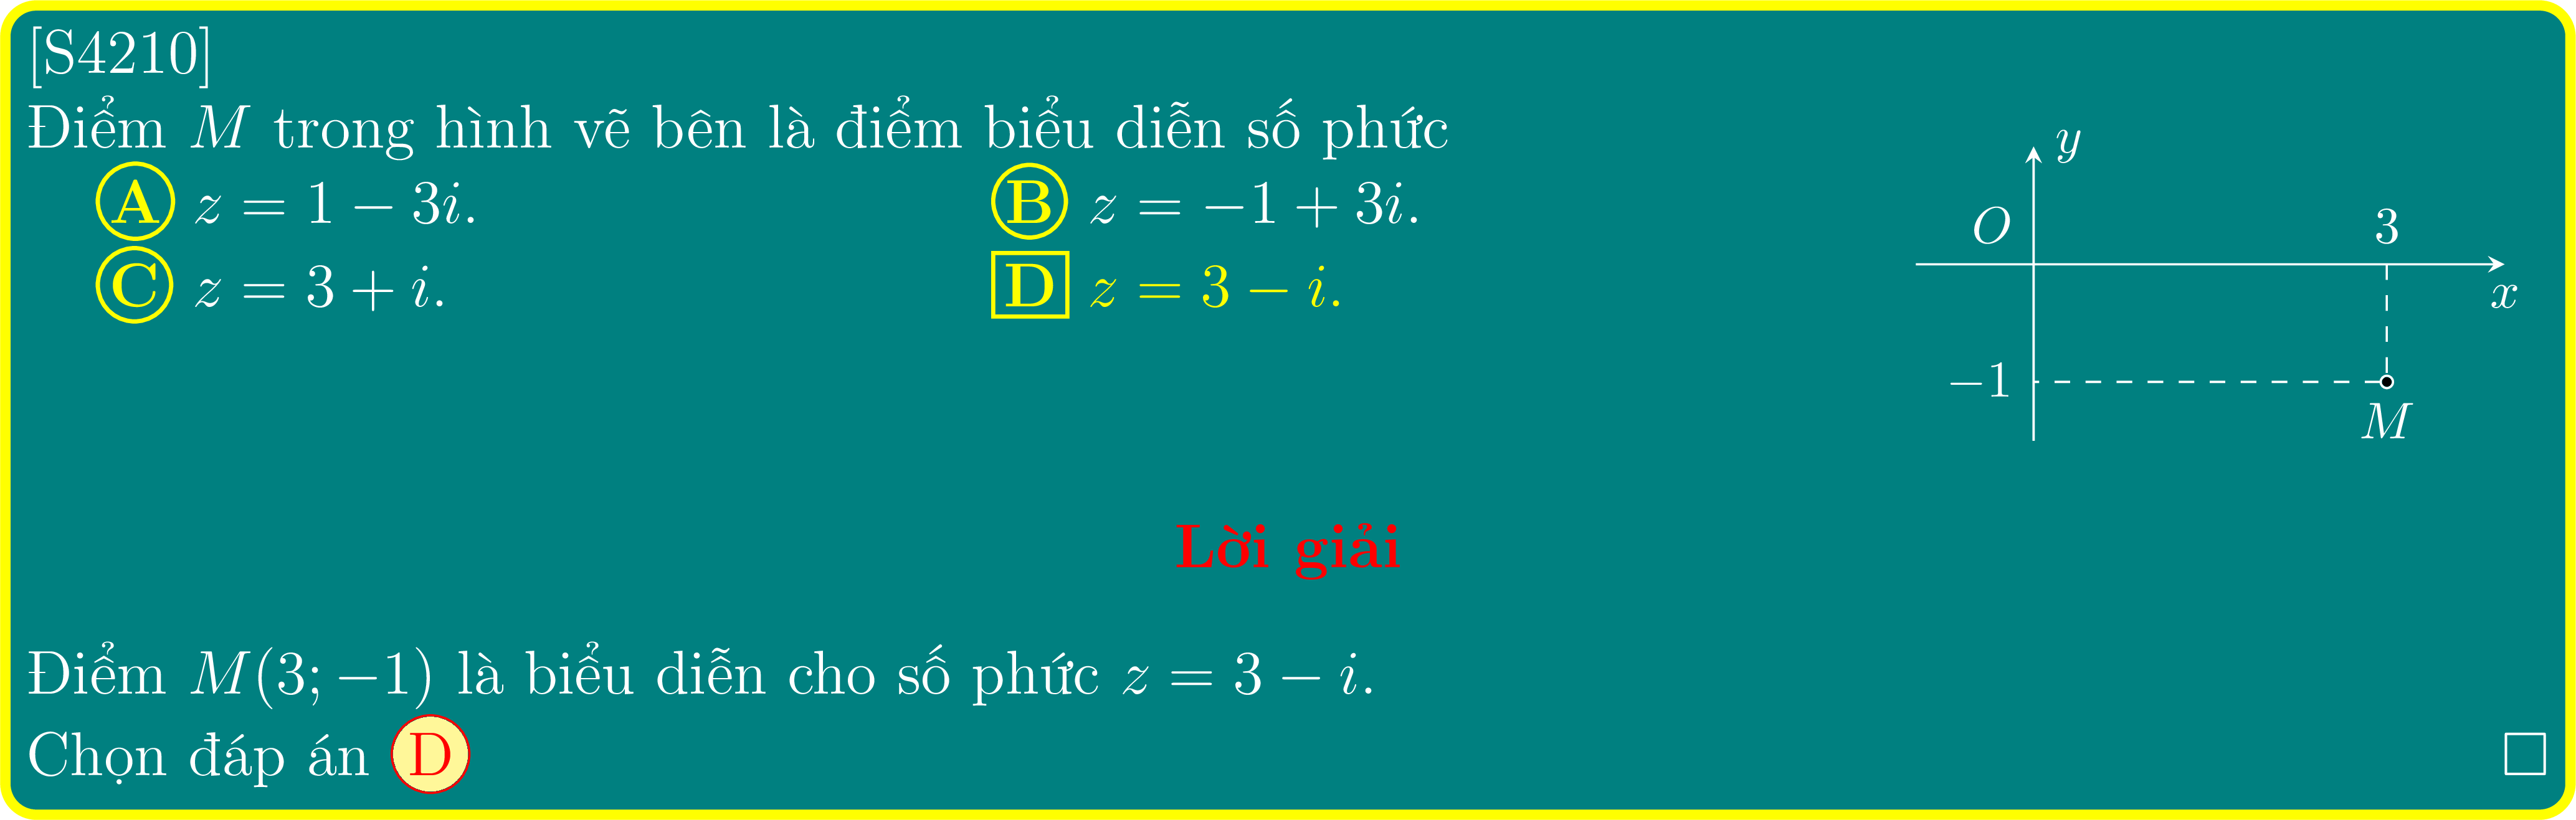 [S4210]
Điểm M trong hình vẽ bên là điểm biểu diễn số phức
A z = 1 − 3i.
B z = −1 + 3i.
C z = 3 + i.
D z = 3 − i.
y
O
3
x
−1
M
Lời giải
Điểm M(3; −1) là biểu diễn cho số phức z = 3 − i.
Chọn đáp án D